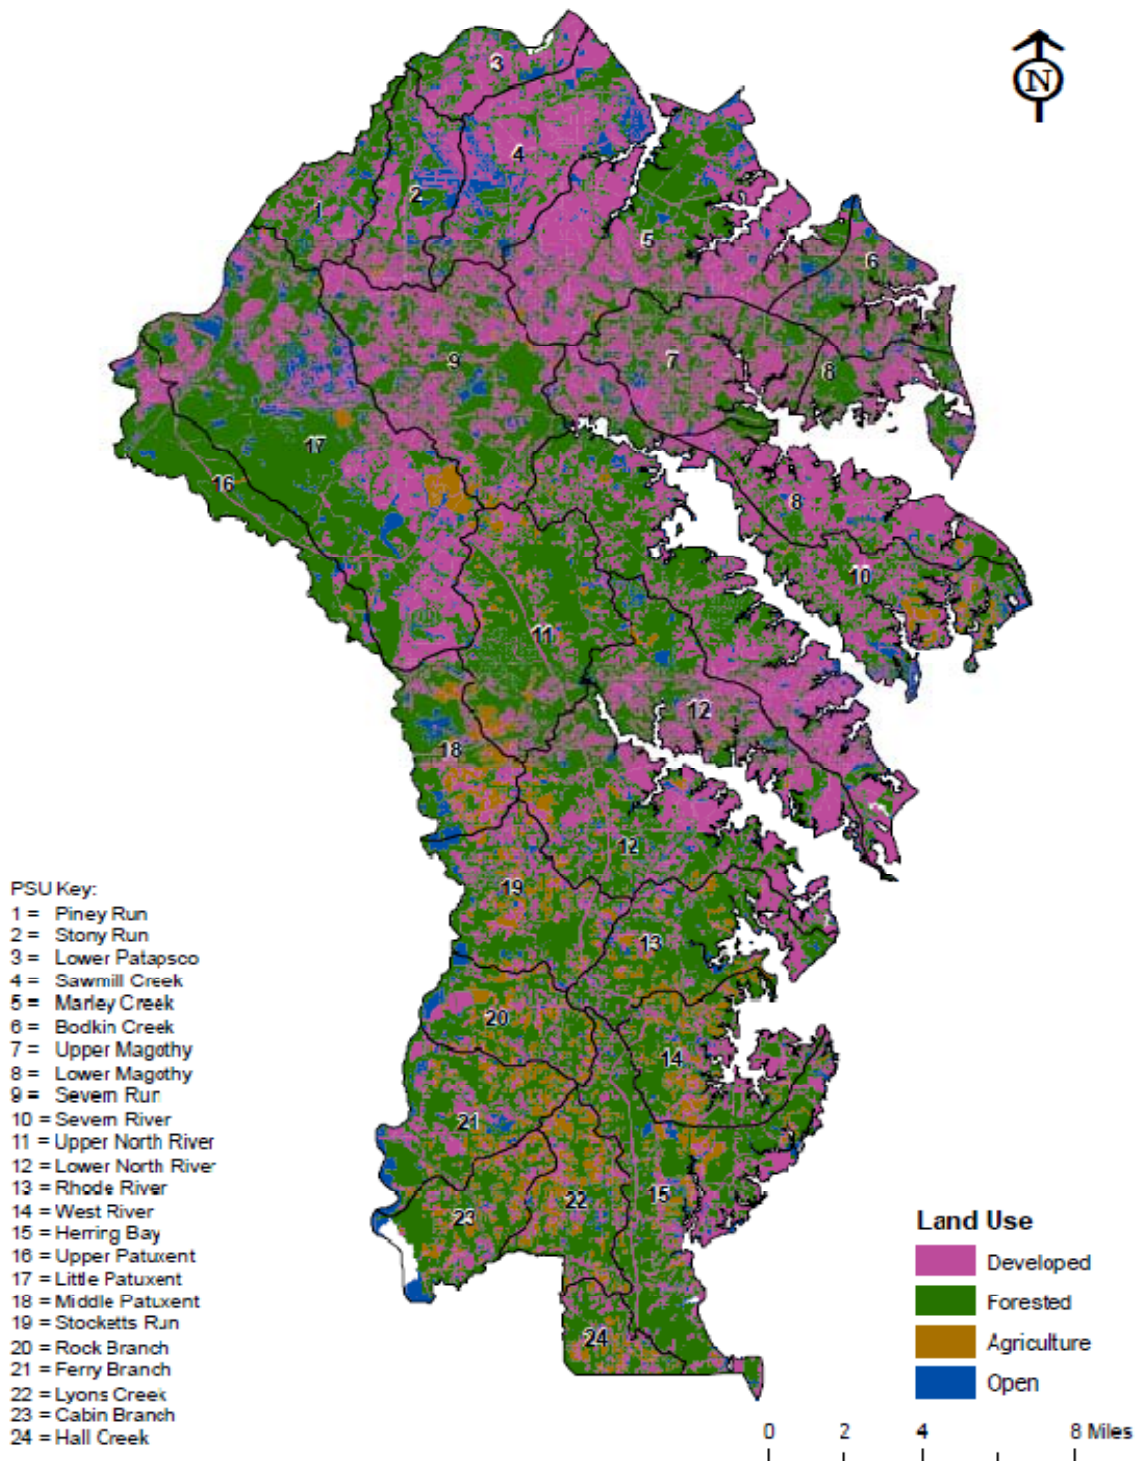 N
3
4
2
1
5
6
9
7
8
17
16
8
10
11
12
18
12
19
13
20
14
21
22
15
23
24
PSU Key:
1 = Piney Run
2 = Stony Run
3 = Lower Patapsco
4 = Sawmill Creek
5 = Marley Creek
6 = Bodkin Creek
7 = Upper Magothy
8 = Lower Magothy
9 = Severn Run
10 = Severn River
11 = Upper North River
12 = Lower North River
13 = Rhode River
14 = West River
15 = Herring Bay
16 = Upper Patuxent
17 = Little Patuxent
18 = Middle Patuxent
19 = Stocketts Run
20 = Rock Branch
21 = Ferry Branch
22 = Lyons Creek
23 = Cabin Branch
24 = Hall Creek
Land Use
Developed
Forested
Agriculture
Open
0 2 4 8 Miles